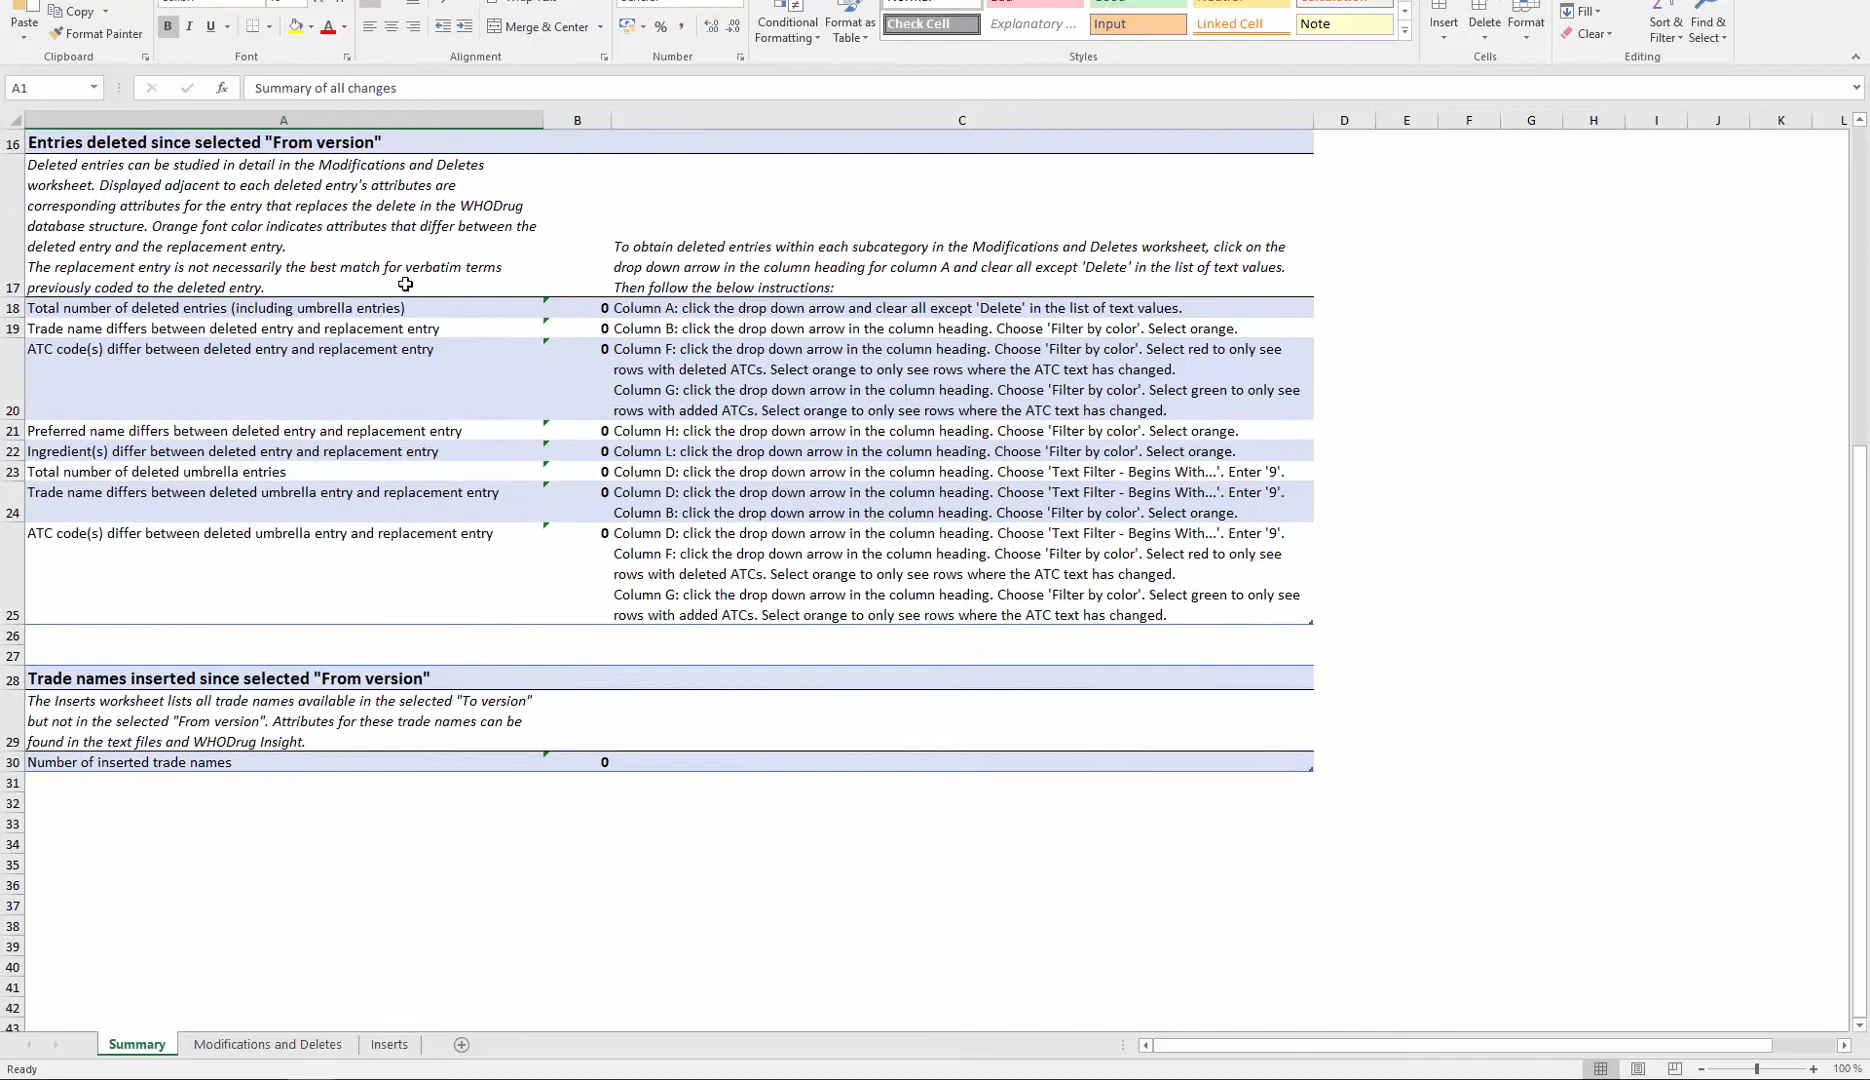 Paste
Copy
Format Painter
B I U
Merge & Center
Conditional Formatting
Format as Table
Check Cell
Explanatory ...
Input
Linked Cell
Note
Insert
Delete
Format
Fill
Clear
Sort & Filter
Find & Select
Clipboard
Font
Alignment
Number
Styles
Cells
Editing
A1
fx
Summary of all changes
A B C D E F G H I J K L
16 Entries deleted since selected "From version"
Deleted entries can be studied in detail in the Modifications and Deletes
worksheet. Displayed adjacent to each deleted entry's attributes are
corresponding attributes for the entry that replaces the delete in the WHODrug
database structure. Orange font color indicates attributes that differ between the
deleted entry and the replacement entry.
The replacement entry is not necessarily the best match for verbatim terms
17 previously coded to the deleted entry.
To obtain deleted entries within each subcategory in the Modifications and Deletes worksheet, click on the
drop down arrow in the column heading for column A and clear all except 'Delete' in the list of text values.
Then follow the below instructions:
18 Total number of deleted entries (including umbrella entries) 0 Column A: click the drop down arrow and clear all except 'Delete' in the list of text values.
19 Trade name differs between deleted entry and replacement entry 0 Column B: click the drop down arrow in the column heading. Choose 'Filter by color'. Select orange.
ATC code(s) differ between deleted entry and replacement entry 0 Column F: click the drop down arrow in the column heading. Choose 'Filter by color'. Select red to only see
rows with deleted ATCs. Select orange to only see rows where the ATC text has changed.
Column G: click the drop down arrow in the column heading. Choose 'Filter by color'. Select green to only see
20 rows with added ATCs. Select orange to only see rows where the ATC text has changed.
21 Preferred name differs between deleted entry and replacement entry 0 Column H: click the drop down arrow in the column heading. Choose 'Filter by color'. Select orange.
22 Ingredient(s) differ between deleted entry and replacement entry 0 Column L: click the drop down arrow in the column heading. Choose 'Filter by color'. Select orange.
23 Total number of deleted umbrella entries 0 Column D: click the drop down arrow in the column heading. Choose 'Text Filter - Begins With...'. Enter '9'.
Trade name differs between deleted umbrella entry and replacement entry 0 Column D: click the drop down arrow in the column heading. Choose 'Text Filter - Begins With...'. Enter '9'.
24 Column B: click the drop down arrow in the column heading. Choose 'Filter by color'. Select orange.
ATC code(s) differ between deleted umbrella entry and replacement entry 0 Column D: click the drop down arrow in the column heading. Choose 'Text Filter - Begins With...'. Enter '9'.
Column F: click the drop down arrow in the column heading. Choose 'Filter by color'. Select red to only see
rows with deleted ATCs. Select orange to only see rows where the ATC text has changed.
Column G: click the drop down arrow in the column heading. Choose 'Filter by color'. Select green to only see
25 rows with added ATCs. Select orange to only see rows where the ATC text has changed.
26
27
28 Trade names inserted since selected "From version"
The Inserts worksheet lists all trade names available in the selected "To version"
but not in the selected "From version". Attributes for these trade names can be
29 found in the text files and WHODrug Insight.
30 Number of inserted trade names 0
31
32
33
34
35
36
37
38
39
40
41
42
43
Summary
Modifications and Deletes
Inserts
Ready
100 %